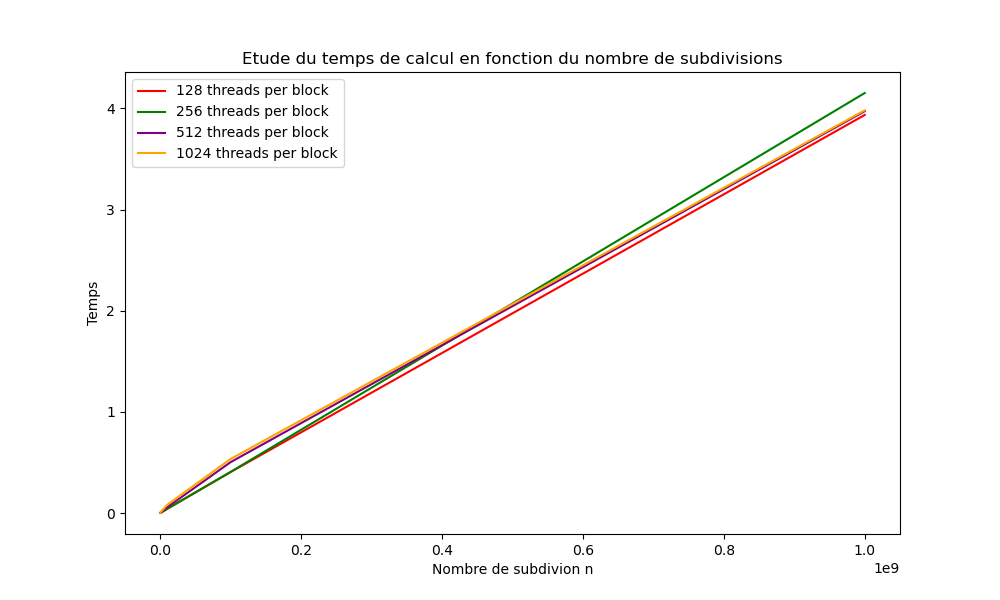 Etude du temps de calcul en fonction du nombre de subdivisions
128 threads per block
256 threads per block
512 threads per block
1024 threads per block
Temps
4
3
2
1
0
0.0 0.2 0.4 0.6 0.8 1.0
1e9
Nombre de subdivion n